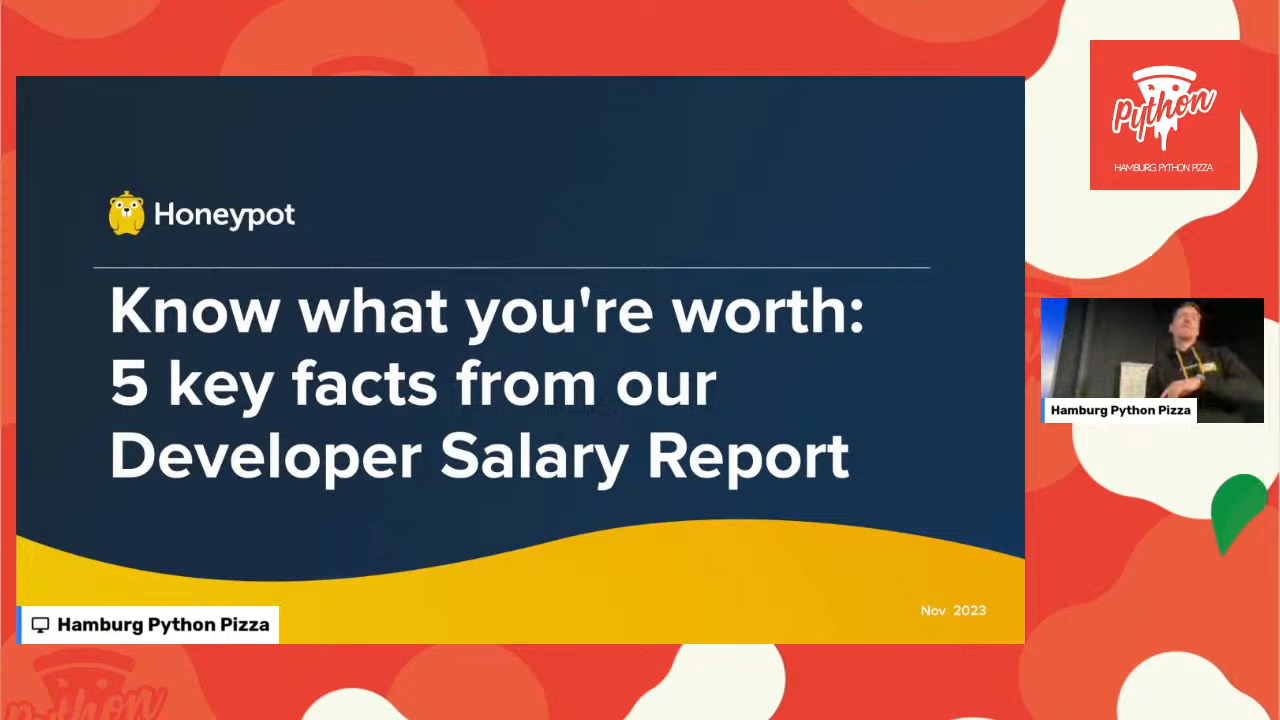 Honeypot
Know what you're worth:
5 key facts from our
Developer Salary Report
Nov 2023
Hamburg Python Pizza
Python
HAMBURG PYTHON PIZZA
Hamburg Python Pizza
Python